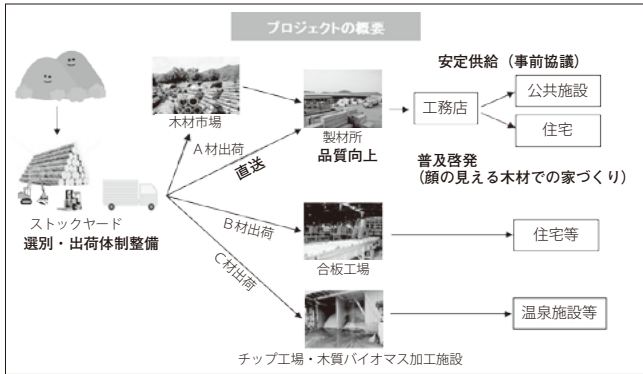 プロジェクトの概要
安定供給（事前協議）
公共施設
工務店
住宅
木材市場
製材所
品質向上
A材出荷
直送
普及啓発
（顔の見える木材での家づくり）
ストックヤード
選別・出荷体制整備
B材出荷
合板工場
住宅等
C材出荷
温泉施設等
チップ工場・木質バイオマス加工施設